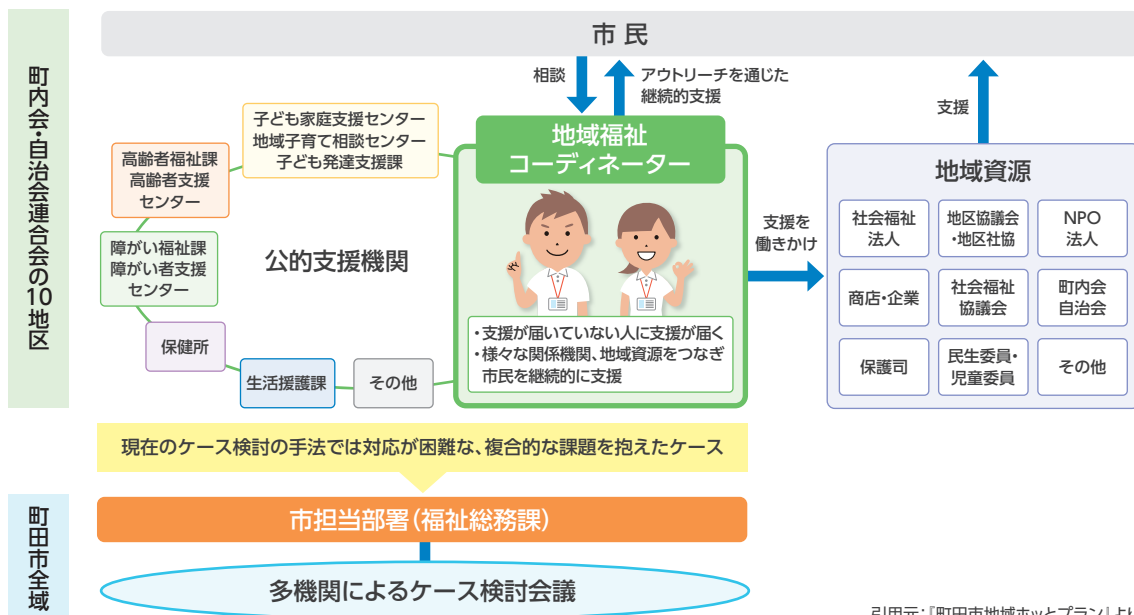 町内会・自治会連合会の10地区
市民
相談
アウトリーチを通じた
継続的支援
支援
子ども家庭支援センター
地域子育て相談センター
子ども発達支援課
高齢者福祉課
高齢者支援
センター
障がい福祉課
障がい者支援
センター
公的支援機関
保健所
生活援護課
その他
地域福祉
コーディネーター
・支援が届いていない人に支援が届く
・様々な関係機関、地域資源をつなぎ
市民を継続的に支援
支援を
働きかけ
地域資源
社会福祉
法人
地区協議会
・地区社協
NPO
法人
商店・企業
社会福祉
協議会
町内会
自治会
保護司
民生委員・
児童委員
その他
現在のケース検討の手法では対応が困難な、複合的な課題を抱えたケース
町田市全域
市担当部署（福祉総務課）
多機関によるケース検討会議
引用元：『町田市地域ホッとプラン』よ